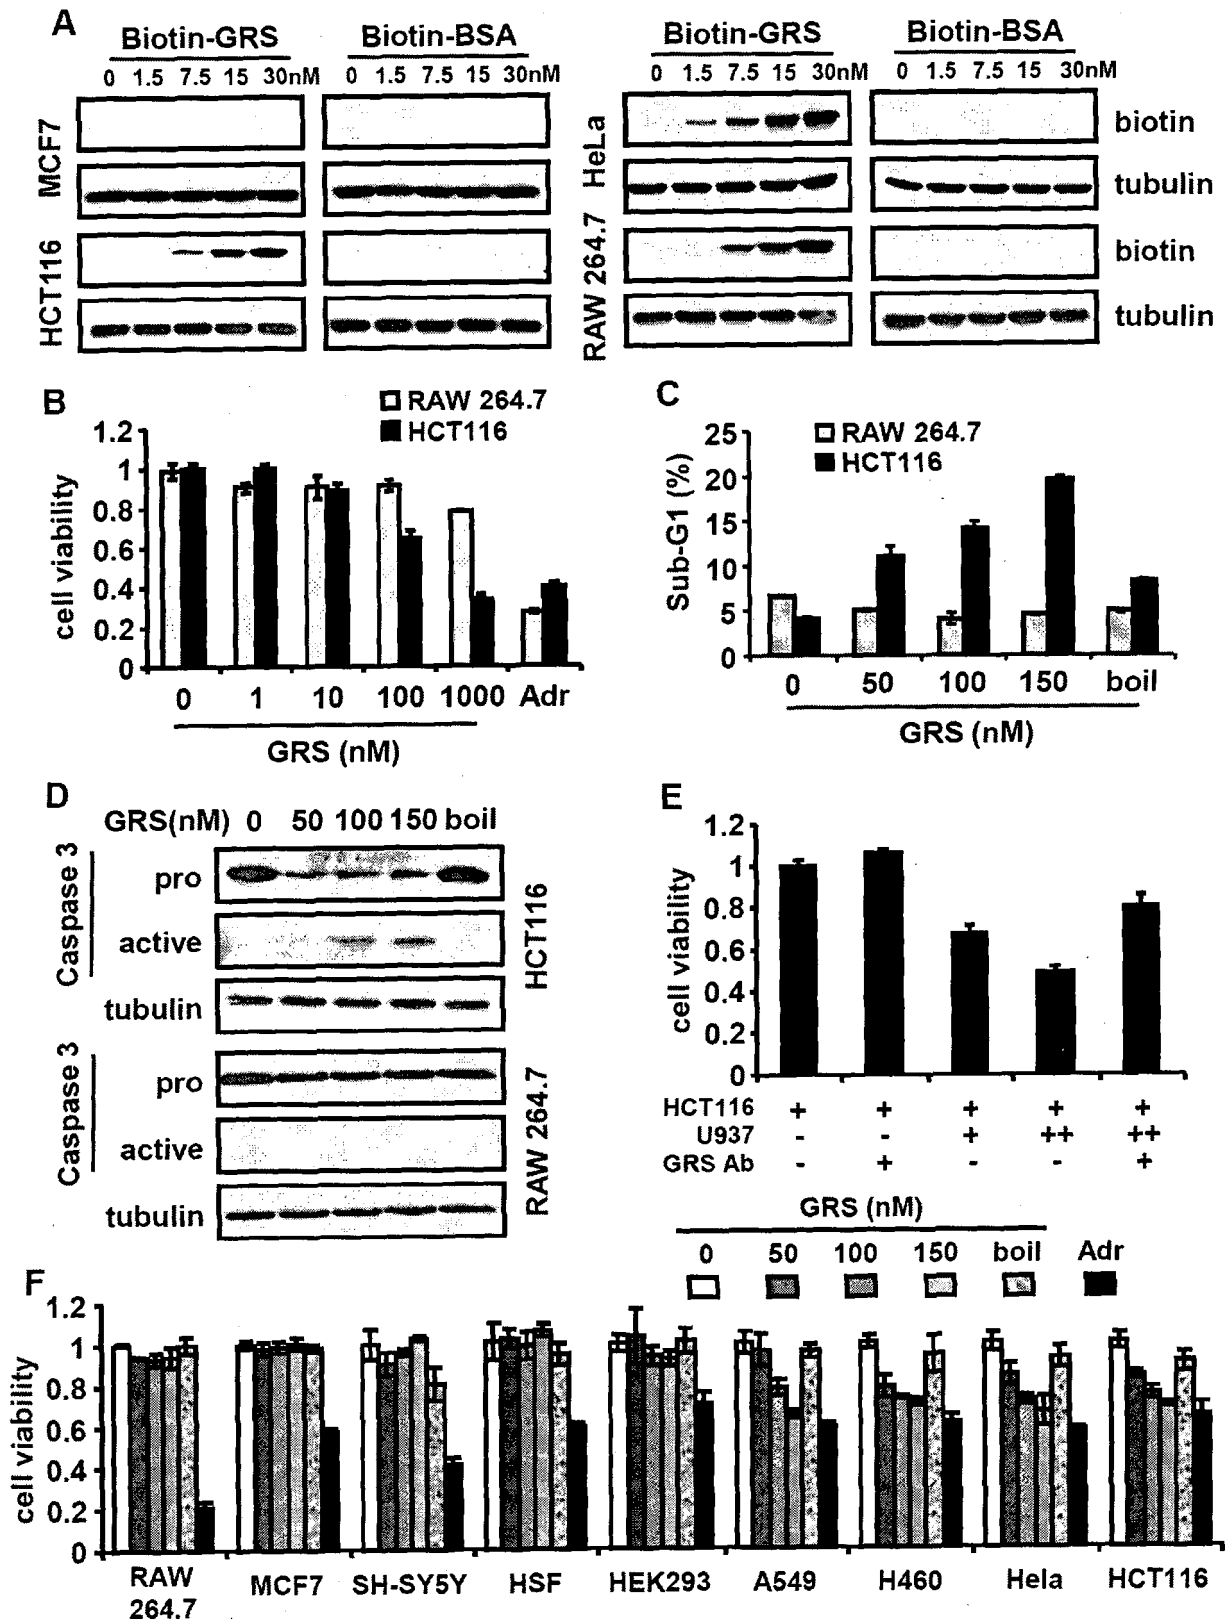 A
Biotin-GRS Biotin-BSA Biotin-GRS Biotin-BSA
0 1.5 7.5 15 30nM 0 1.5 7.5 15 30nM 0 1.5 7.5 15 30nM 0 1.5 7.5 15 30nM
MCF7
HeLa
biotin
tubulin
HCT116
RAW 264.7
biotin
tubulin
B
RAW 264.7
HCT116
cell viability
1.2
1
0.8
0.6
0.4
0.2
0
0 1 10 100 1000 Adr
GRS (nM)
C
RAW 264.7
HCT116
Sub-G1 (%)
25
20
15
10
5
0
0 50 100 150 boil
GRS (nM)
D
GRS(nM) 0 50 100 150 boil
Caspase 3
pro
active
tubulin
HCT116
Caspase 3
pro
active
tubulin
RAW 264.7
E
cell viability
1.2
1
0.8
0.6
0.4
0.2
0
HCT116 + + + + +
U937 - - + ++ ++
GRS Ab - + - - +
GRS (nM)
0 50 100 150 boil Adr
F
cell viability
1.2
1
0.8
0.6
0.4
0.2
0
RAW 264.7 MCF7 SH-SY5Y HSF HEK293 A549 H460 Hela HCT116